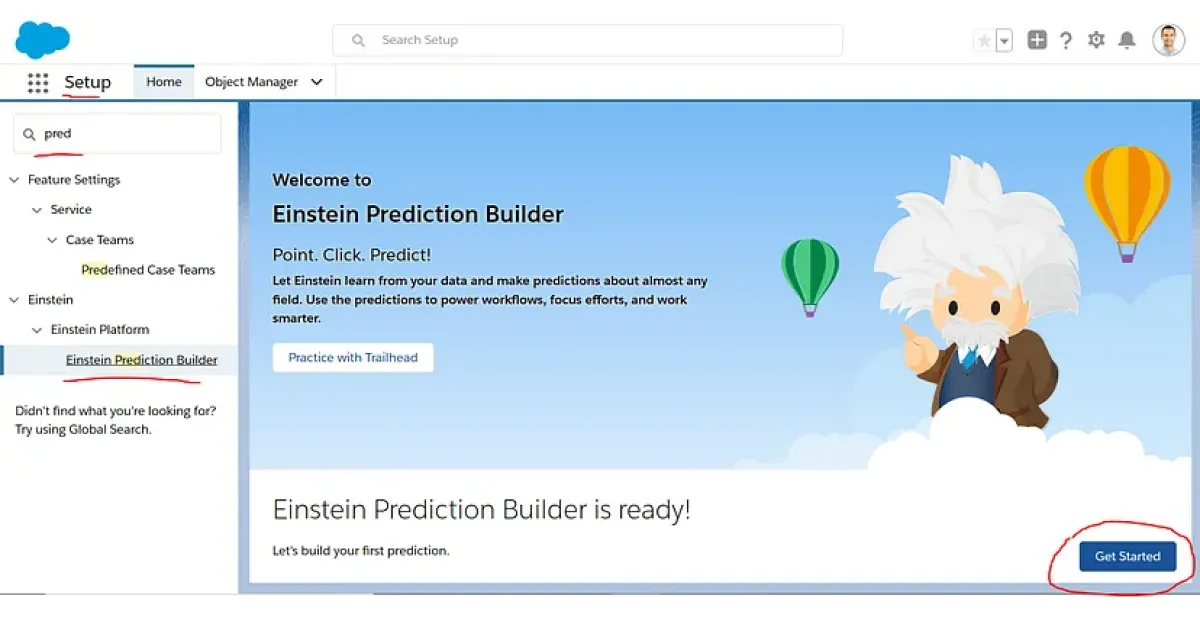 Search Setup
?
Setup
Home
Object Manager
pred
Feature Settings
Service
Case Teams
Predefined Case Teams
Einstein
Einstein Platform
Einstein Prediction Builder
Didn't find what you're looking for?
Try using Global Search.
Welcome to
Einstein Prediction Builder
Point. Click. Predict!
Let Einstein learn from your data and make predictions about almost any
field. Use the predictions to power workflows, focus efforts, and work
smarter.
Practice with Trailhead
Einstein Prediction Builder is ready!
Let's build your first prediction.
Get Started